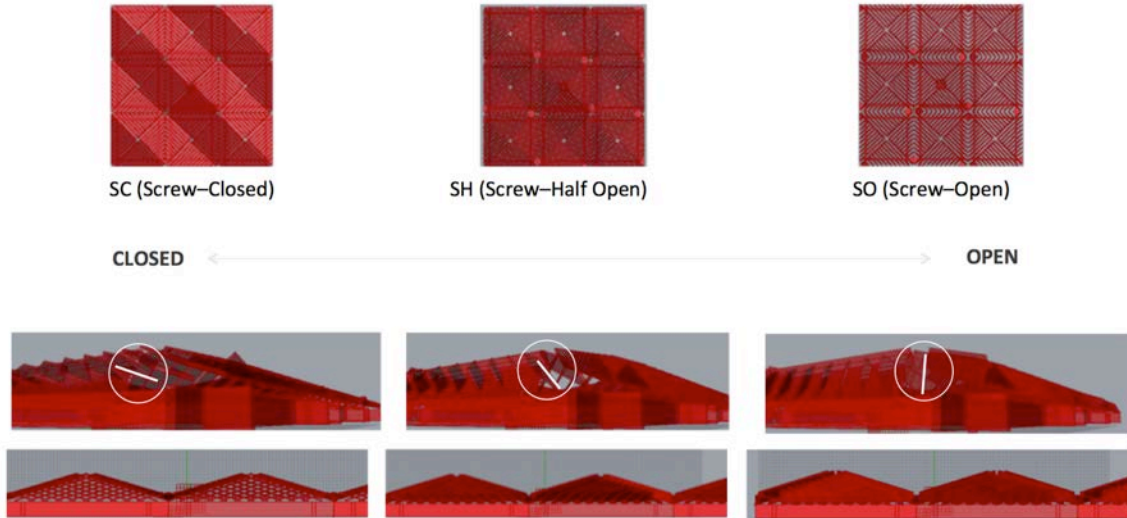 SC (Screw–Closed)
SH (Screw–Half Open)
SO (Screw–Open)
CLOSED
OPEN